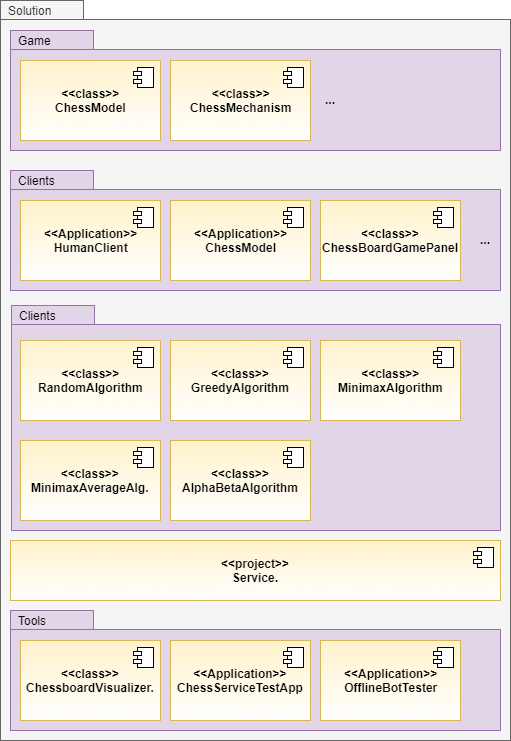 Solution
Game
<<class>>
ChessModel
<<class>>
ChessMechanism
...
Clients
<<Application>>
HumanClient
<<Application>>
ChessModel
<<class>>
ChessBoardGamePanel
...
Clients
<<class>>
RandomAlgorithm
<<class>>
GreedyAlgorithm
<<class>>
MinimaxAlgorithm
<<class>>
MinimaxAverageAlg.
<<class>>
AlphaBetaAlgorithm
<<project>>
Service.
Tools
<<class>>
ChessboardVisualizer.
<<Application>>
ChessServiceTestApp
<<Application>>
OfflineBotTester